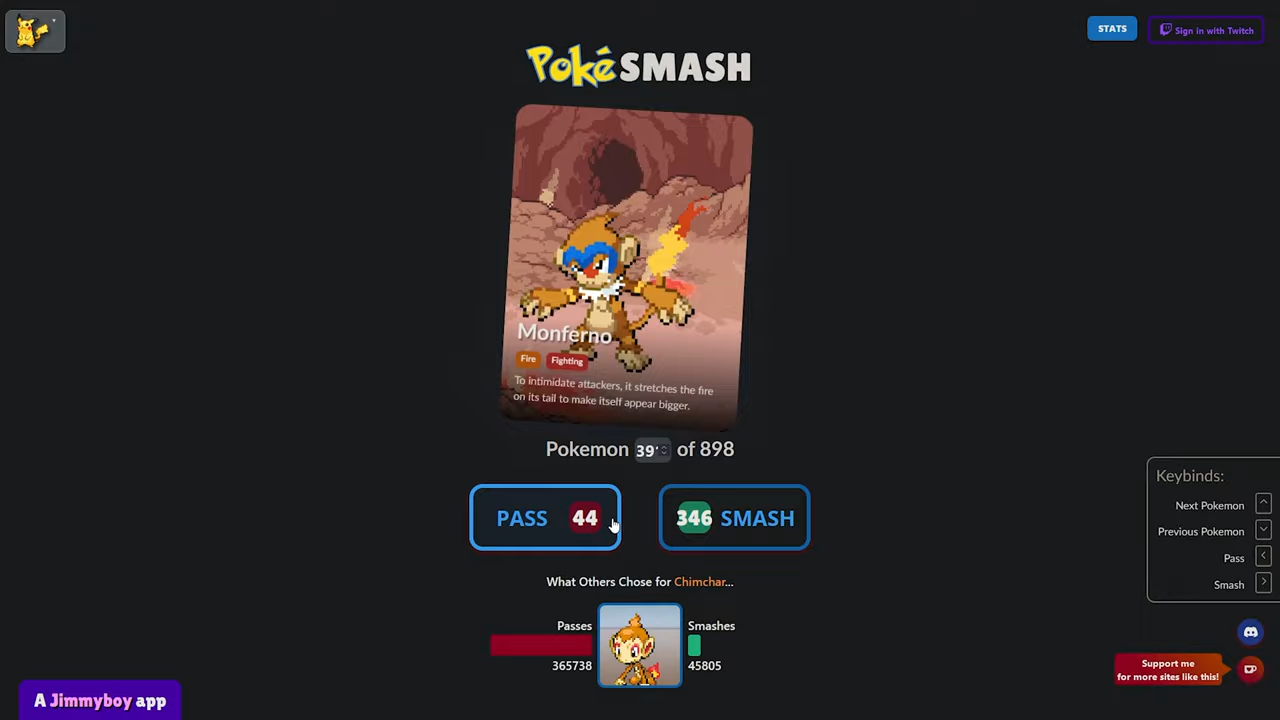 STATS
Sign in with Twitch
PokéSMASH
Monferno
Fire Fighting
To intimidate attackers, it stretches the fire
on its tail to make itself appear bigger.
Pokemon 39 of 898
PASS 44
346 SMASH
Keybinds:
Next Pokemon
Previous Pokemon
Pass
Smash
What Others Chose for Chimchar...
Passes
365738
Smashes
45805
Support me
for more sites like this!
A Jimmyboy app